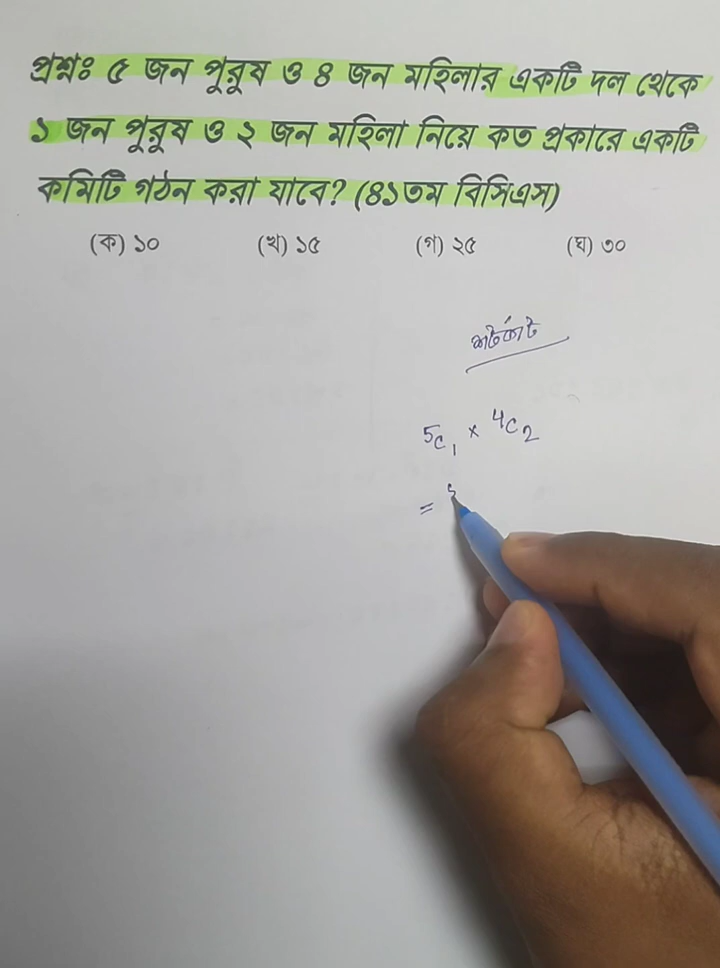 প্রশ্নঃ ৫ জন পুরুষ ও ৪ জন মহিলার একটি দল থেকে
১ জন পুরুষ ও ২ জন মহিলা নিয়ে কত প্রকারে একটি
কমিটি গঠন করা যাবে? (৪১তম বিসিএস)
(ক) ১০ (খ) ১৫ (গ) ২৫ (ঘ) ৩০
শর্টকাট
⁵C₁ × ⁴C₂
=